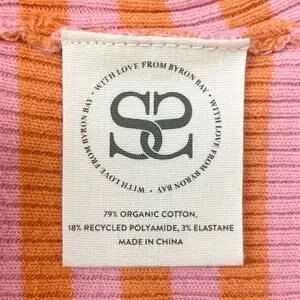 WITH LOVE FROM BYRON BAY · WITH LOVE FROM BYRON BAY · WITH LOVE FROM BYRON BAY ·
79% ORGANIC COTTON,
18% RECYCLED POLYAMIDE, 3% ELASTANE
MADE IN CHINA